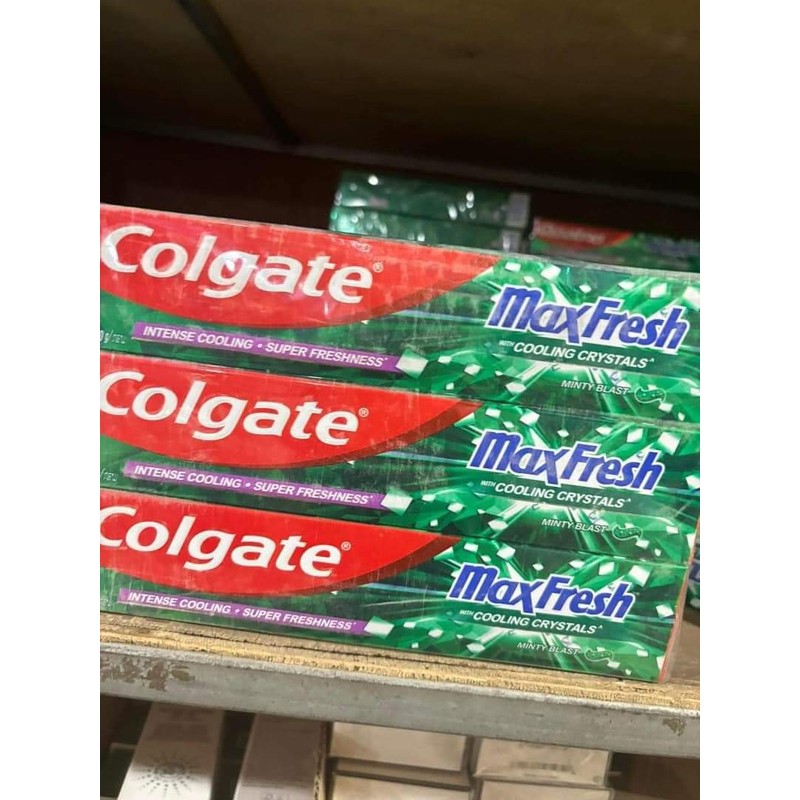 Colgate®
INTENSE COOLING • SUPER FRESHNESS*
MaxFresh
WITH COOLING CRYSTALS^
MINTY BLAST
Colgate®
INTENSE COOLING • SUPER FRESHNESS*
MaxFresh
WITH COOLING CRYSTALS^
MINTY BLAST
Colgate®
INTENSE COOLING • SUPER FRESHNESS*
MaxFresh
WITH COOLING CRYSTALS^
MINTY BLAST